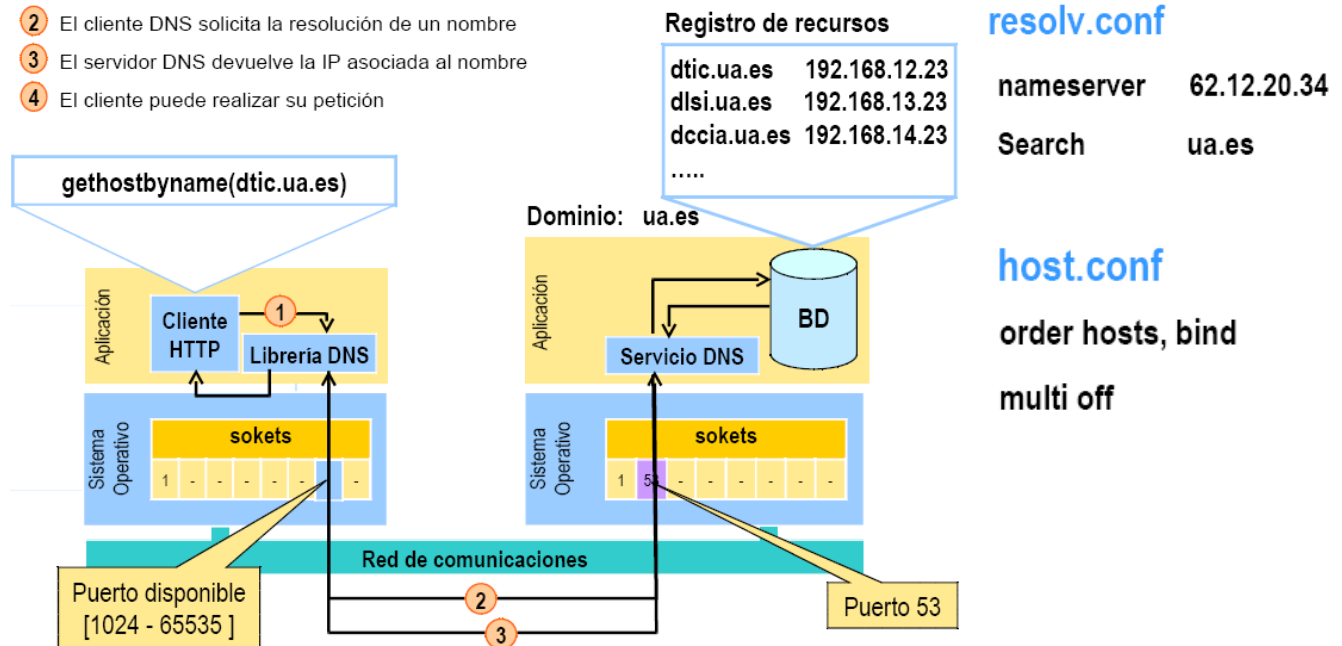 2 El cliente DNS solicita la resolución de un nombre
3 El servidor DNS devuelve la IP asociada al nombre
4 El cliente puede realizar su petición
gethostbyname(dtic.ua.es)
Registro de recursos
dtic.ua.es 192.168.12.23
dlsi.ua.es 192.168.13.23
dccia.ua.es 192.168.14.23
.....
Dominio: ua.es
resolv.conf
nameserver 62.12.20.34
Search ua.es
host.conf
order hosts, bind
multi off
Aplicación
Cliente
HTTP
1
Librería DNS
Sistema
Operativo
sokets
1 - - - - - -
Aplicación
Servicio DNS
BD
Sistema
Operativo
sokets
1 53 - - - - - -
Red de comunicaciones
Puerto disponible
[1024 - 65535 ]
2
3
Puerto 53